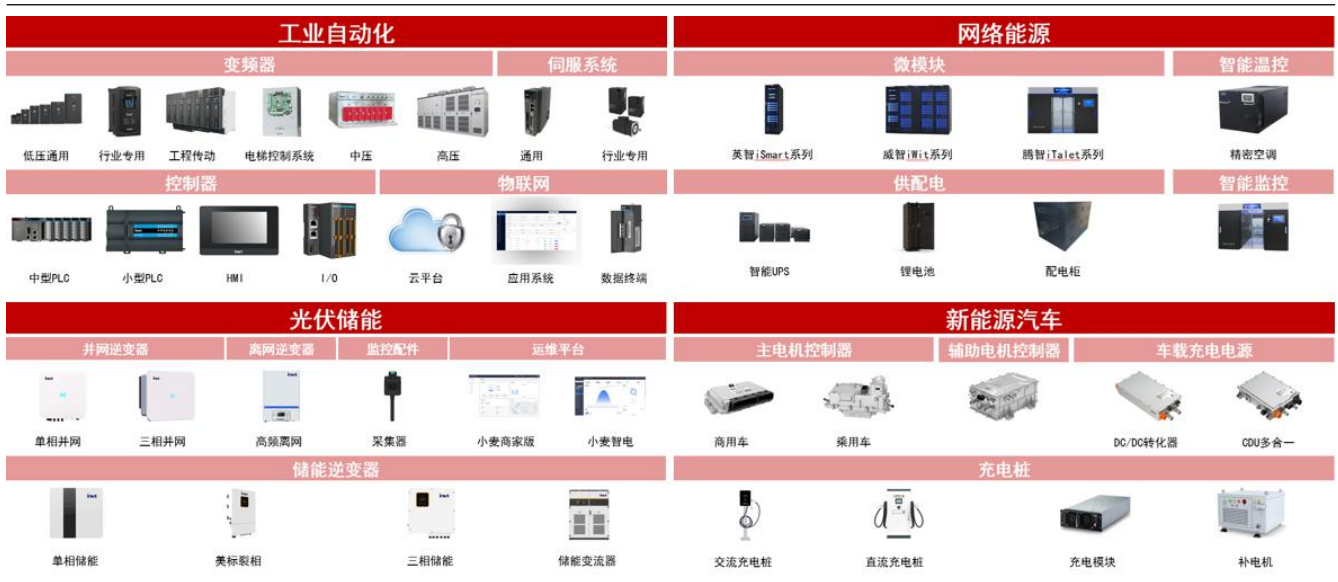 工业自动化
变频器 伺服系统
低压通用 行业专用 工程传动 电梯控制系统 中压 高压 通用 行业专用
控制器 物联网
中型PLC 小型PLC HMI I/O 云平台 应用系统 数据终端
网络能源
微模块 智能温控
英智iSmart系列 威智iWit系列 腾智iTalet系列 精密空调
供配电 智能监控
智能UPS 锂电池 配电柜
光伏储能
并网逆变器 离网逆变器 监控配件 运维平台
单相并网 三相并网 高频离网 采集器 小麦商家版 小麦智电
储能逆变器
单相储能 美标裂相 三相储能 储能变流器
新能源汽车
主电机控制器 辅助电机控制器 车载充电电源
商用车 乘用车 DC/DC转化器 CDU多合一
充电桩
交流充电桩 直流充电桩 充电模块 补电机